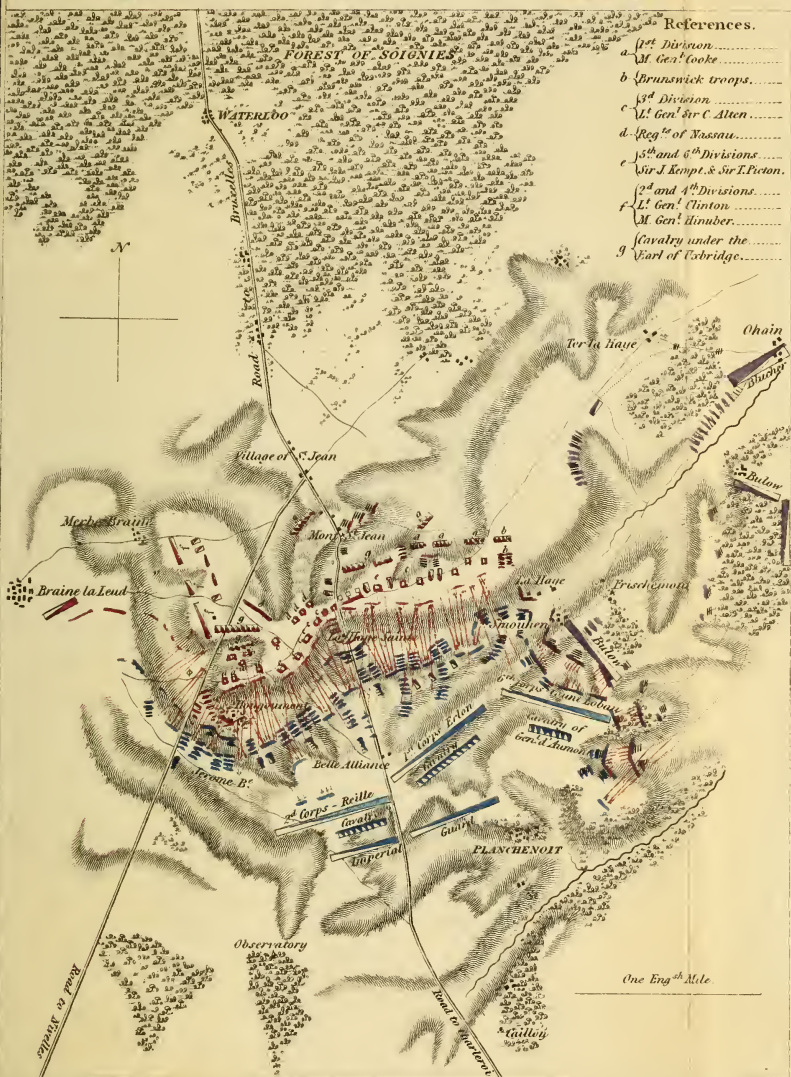 References.
a { 1st Division
M. Genl. Cooke
b { Brunswick troops.
c { 3d Division
Lt. Genl. Sir C. Alten
d { Regts. of Nassau
e { 5th and 6th Divisions
Sir J. Kempt. & Sir T. Picton.
f { 2d and 4th Divisions
Lt. Genl. Clinton
M. Genl. Hinuber.
g { Cavalry under the
Earl of Uxbridge.
FOREST OF SOIGNIES
WATERLOO
Road to Bruxelles
N
Ohain
Ter la Haye
Blucher
Village of St. Jean
Bulow
Merbe Braine
Mont St. Jean
Braine la Leud
La Haye
Frischemont
Smouhen
La Haye Sainte
Bulow
Hougoumont
6th Corps Count Lobau
1st Corps Erlon
Cavalry
Cavalry of
Genl. d'Aumon
Belle Alliance
Jerome Be.
2d Corps - Reille
Cavalry
Imperial
Guard
PLANCHENOIT
Observatory
Road to Nivelles
Road to Charleroi
One Engsh. Mile.
Caillou